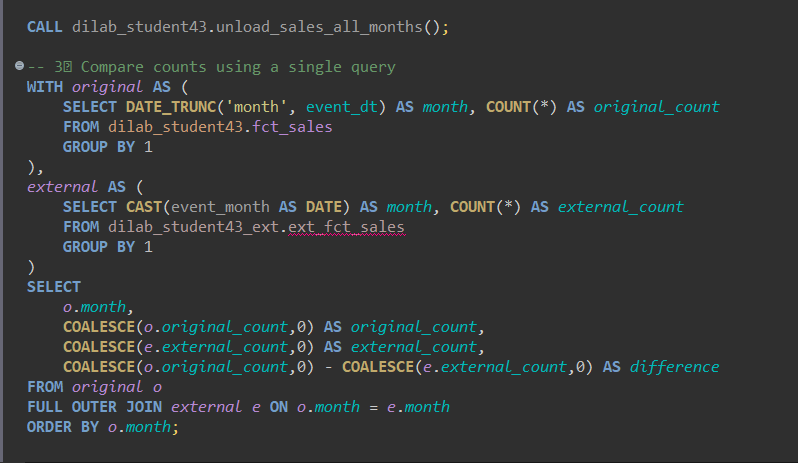 CALL dilab_student43.unload_sales_all_months();
-- 3 Compare counts using a single query
WITH original AS (
SELECT DATE_TRUNC('month', event_dt) AS month, COUNT(*) AS original_count
FROM dilab_student43.fct_sales
GROUP BY 1
),
external AS (
SELECT CAST(event_month AS DATE) AS month, COUNT(*) AS external_count
FROM dilab_student43_ext.ext_fct_sales
GROUP BY 1
)
SELECT
o.month,
COALESCE(o.original_count,0) AS original_count,
COALESCE(e.external_count,0) AS external_count,
COALESCE(o.original_count,0) - COALESCE(e.external_count,0) AS difference
FROM original o
FULL OUTER JOIN external e ON o.month = e.month
ORDER BY o.month;